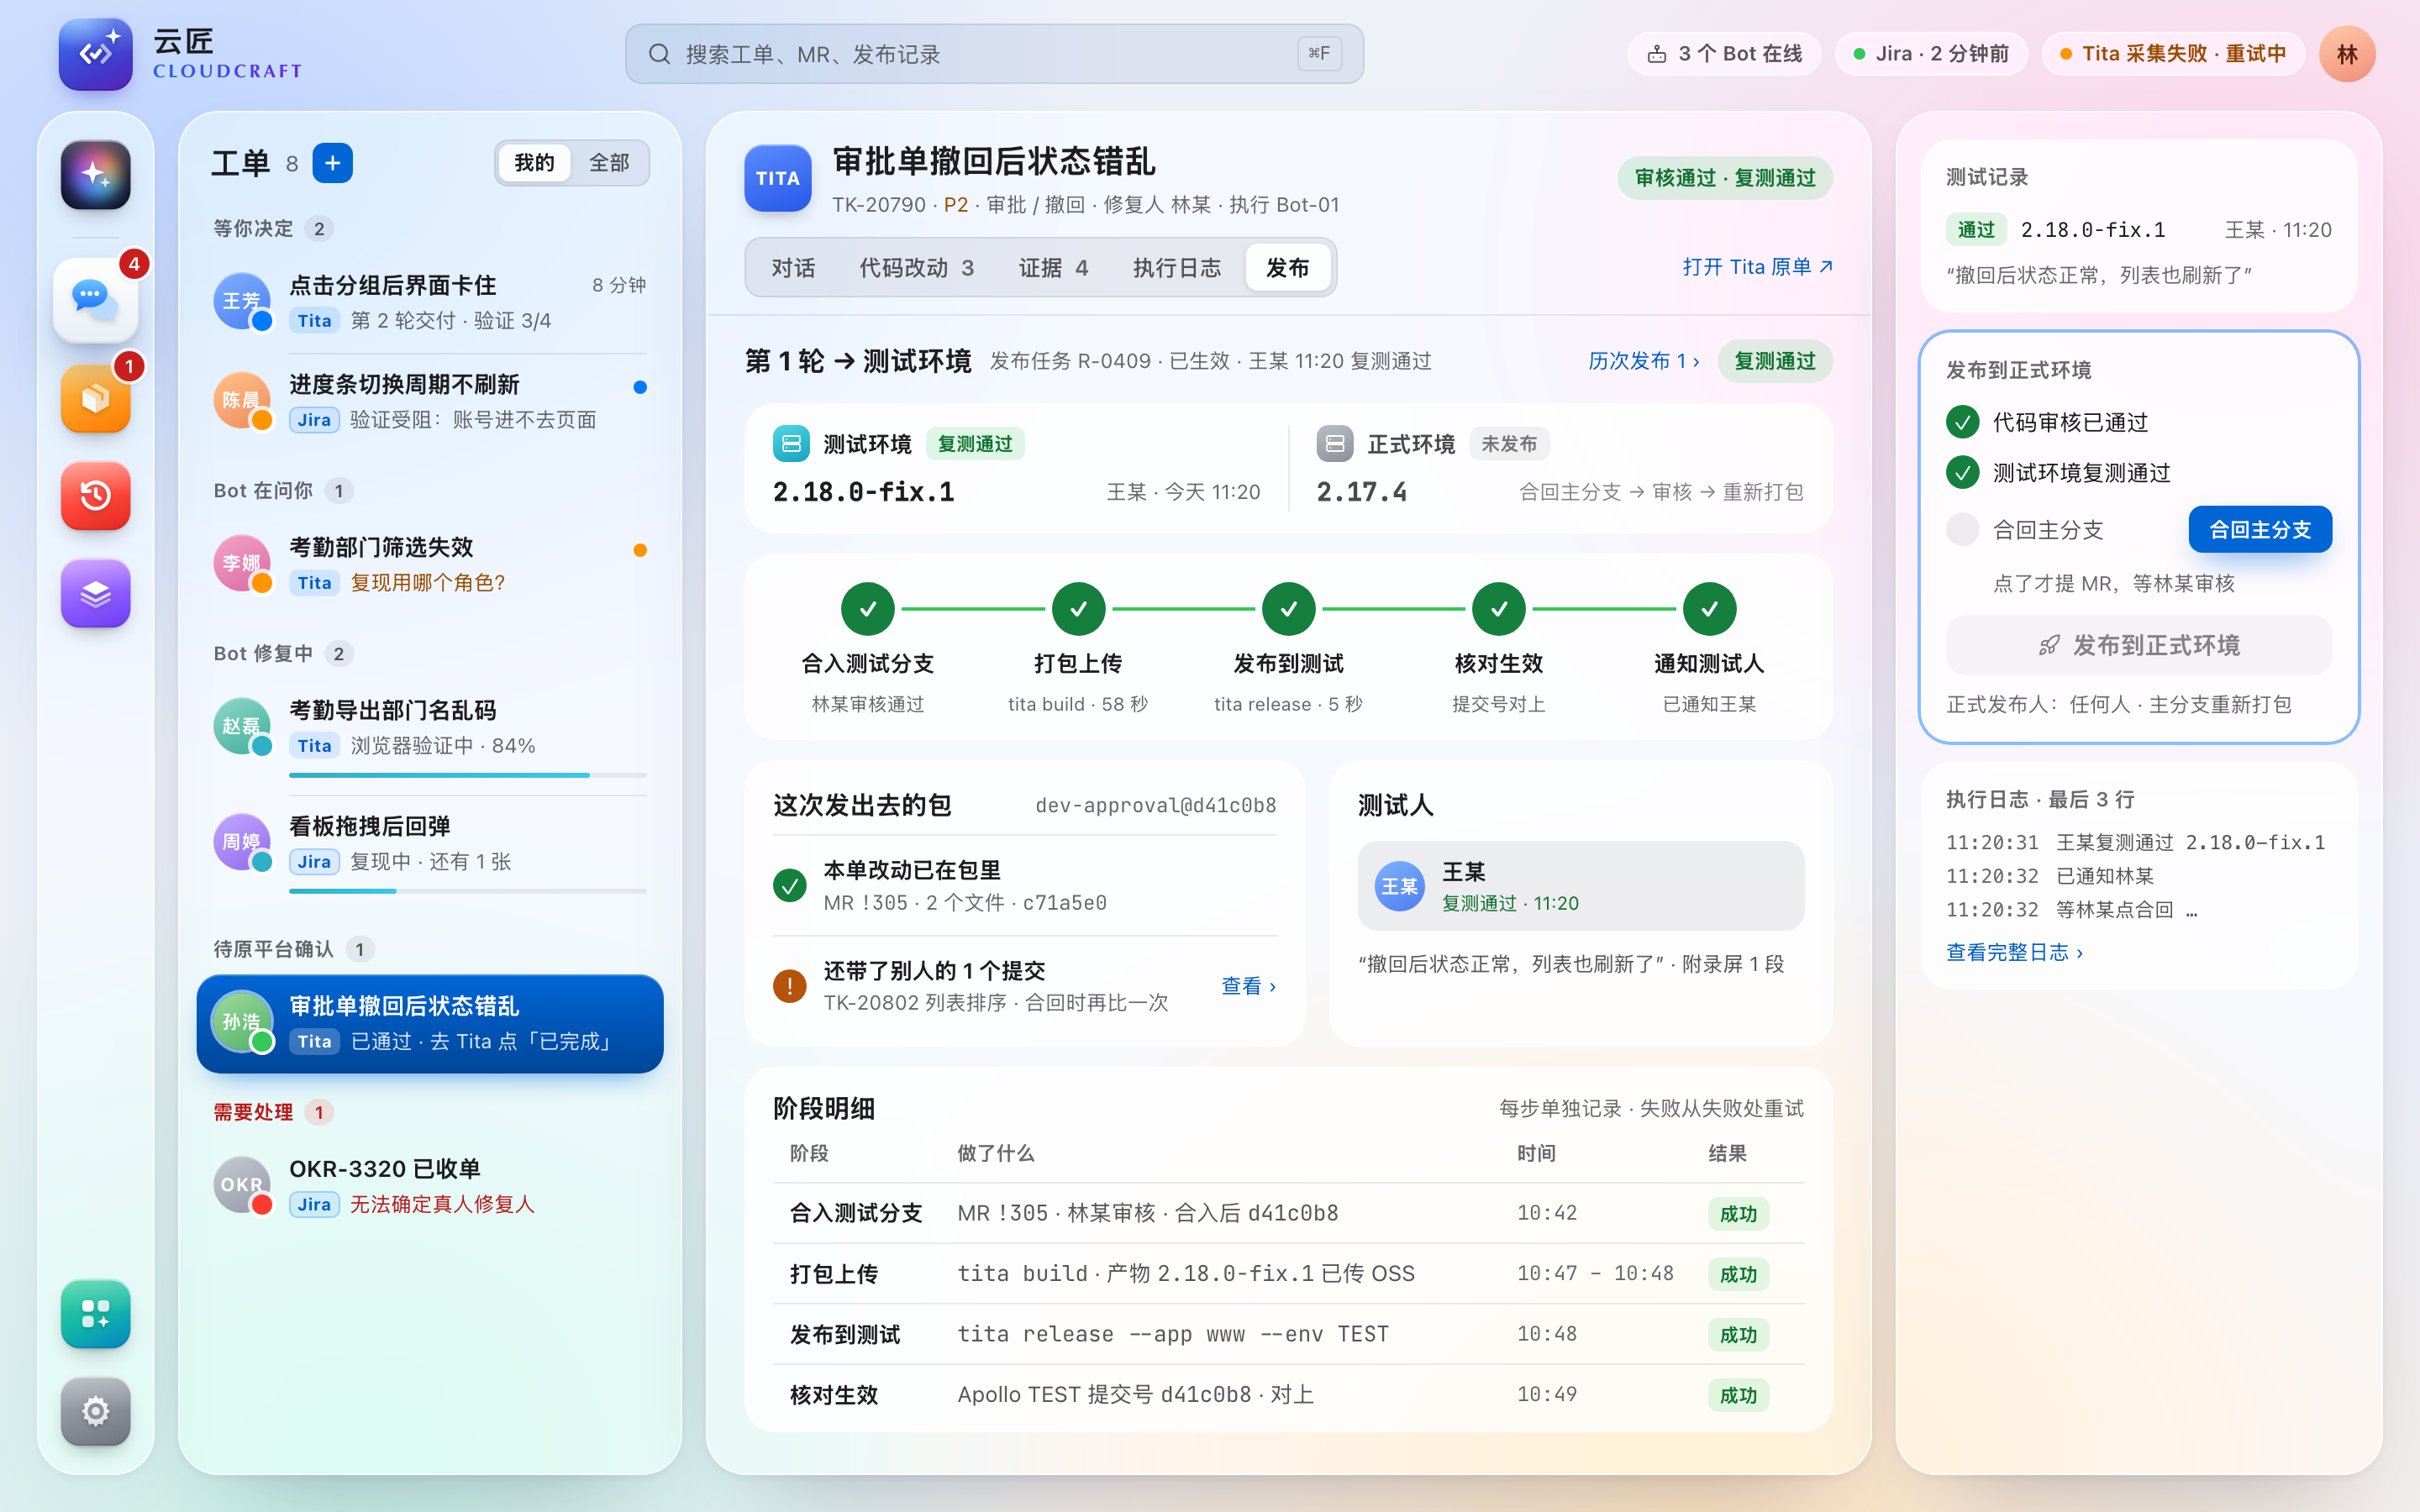 云匠
CLOUDCRAFT
搜索工单、MR、发布记录
⌘F
3 个 Bot 在线
Jira · 2 分钟前
Tita 采集失败 · 重试中
林
4
1
工单 8 +
我的 全部
等你决定 2
王芳
点击分组后界面卡住
8 分钟
Tita 第 2 轮交付 · 验证 3/4
陈晨
进度条切换周期不刷新
Jira 验证受阻：账号进不去页面
Bot 在问你 1
李娜
考勤部门筛选失效
Tita 复现用哪个角色？
Bot 修复中 2
赵磊
考勤导出部门名乱码
Tita 浏览器验证中 · 84%
周婷
看板拖拽后回弹
Jira 复现中 · 还有 1 张
待原平台确认 1
孙浩
审批单撤回后状态错乱
Tita 已通过 · 去 Tita 点「已完成」
需要处理 1
OKR
OKR-3320 已收单
Jira 无法确定真人修复人
TITA
审批单撤回后状态错乱
TK-20790 · P2 · 审批 / 撤回 · 修复人 林某 · 执行 Bot-01
审核通过 · 复测通过
对话 代码改动 3 证据 4 执行日志 发布
打开 Tita 原单 ↗
第 1 轮 → 测试环境 发布任务 R-0409 · 已生效 · 王某 11:20 复测通过
历次发布 1 › 复测通过
测试环境 复测通过
2.18.0-fix.1 王某 · 今天 11:20
正式环境 未发布
2.17.4 合回主分支 → 审核 → 重新打包
合入测试分支 打包上传 发布到测试 核对生效 通知测试人
林某审核通过 tita build · 58 秒 tita release · 5 秒 提交号对上 已通知王某
这次发出去的包 dev-approval@d41c0b8
本单改动已在包里
MR !305 · 2 个文件 · c71a5e0
还带了别人的 1 个提交
TK-20802 列表排序 · 合回时再比一次
查看 ›
测试人
王某
王某
复测通过 · 11:20
“撤回后状态正常，列表也刷新了” · 附录屏 1 段
阶段明细 每步单独记录 · 失败从失败处重试
阶段 做了什么 时间 结果
合入测试分支 MR !305 · 林某审核 · 合入后 d41c0b8 10:42 成功
打包上传 tita build · 产物 2.18.0-fix.1 已传 OSS 10:47 – 10:48 成功
发布到测试 tita release --app www --env TEST 10:48 成功
核对生效 Apollo TEST 提交号 d41c0b8 · 对上 10:49 成功
测试记录
通过 2.18.0-fix.1 王某 · 11:20
“撤回后状态正常，列表也刷新了”
发布到正式环境
代码审核已通过
测试环境复测通过
合回主分支 合回主分支
点了才提 MR，等林某审核
发布到正式环境
正式发布人：任何人 · 主分支重新打包
执行日志 · 最后 3 行
11:20:31 王某复测通过 2.18.0-fix.1
11:20:32 已通知林某
11:20:32 等林某点合回 …
查看完整日志 ›